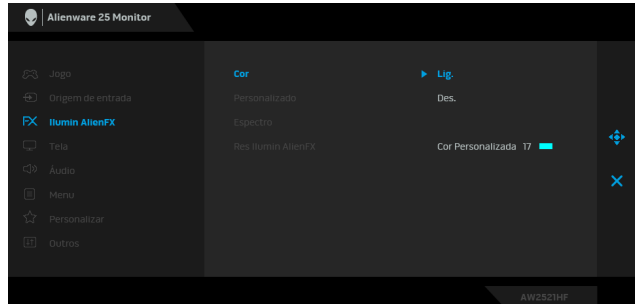 Alienware 25 Monitor
Jogo
Cor
Lig.
Origem de entrada
Personalizado
Des.
FX Ilumin AlienFX
Espectro
Tela
Res Ilumin AlienFX
Cor Personalizada 17
Áudio
Menu
Personalizar
Outros
AW2521HF